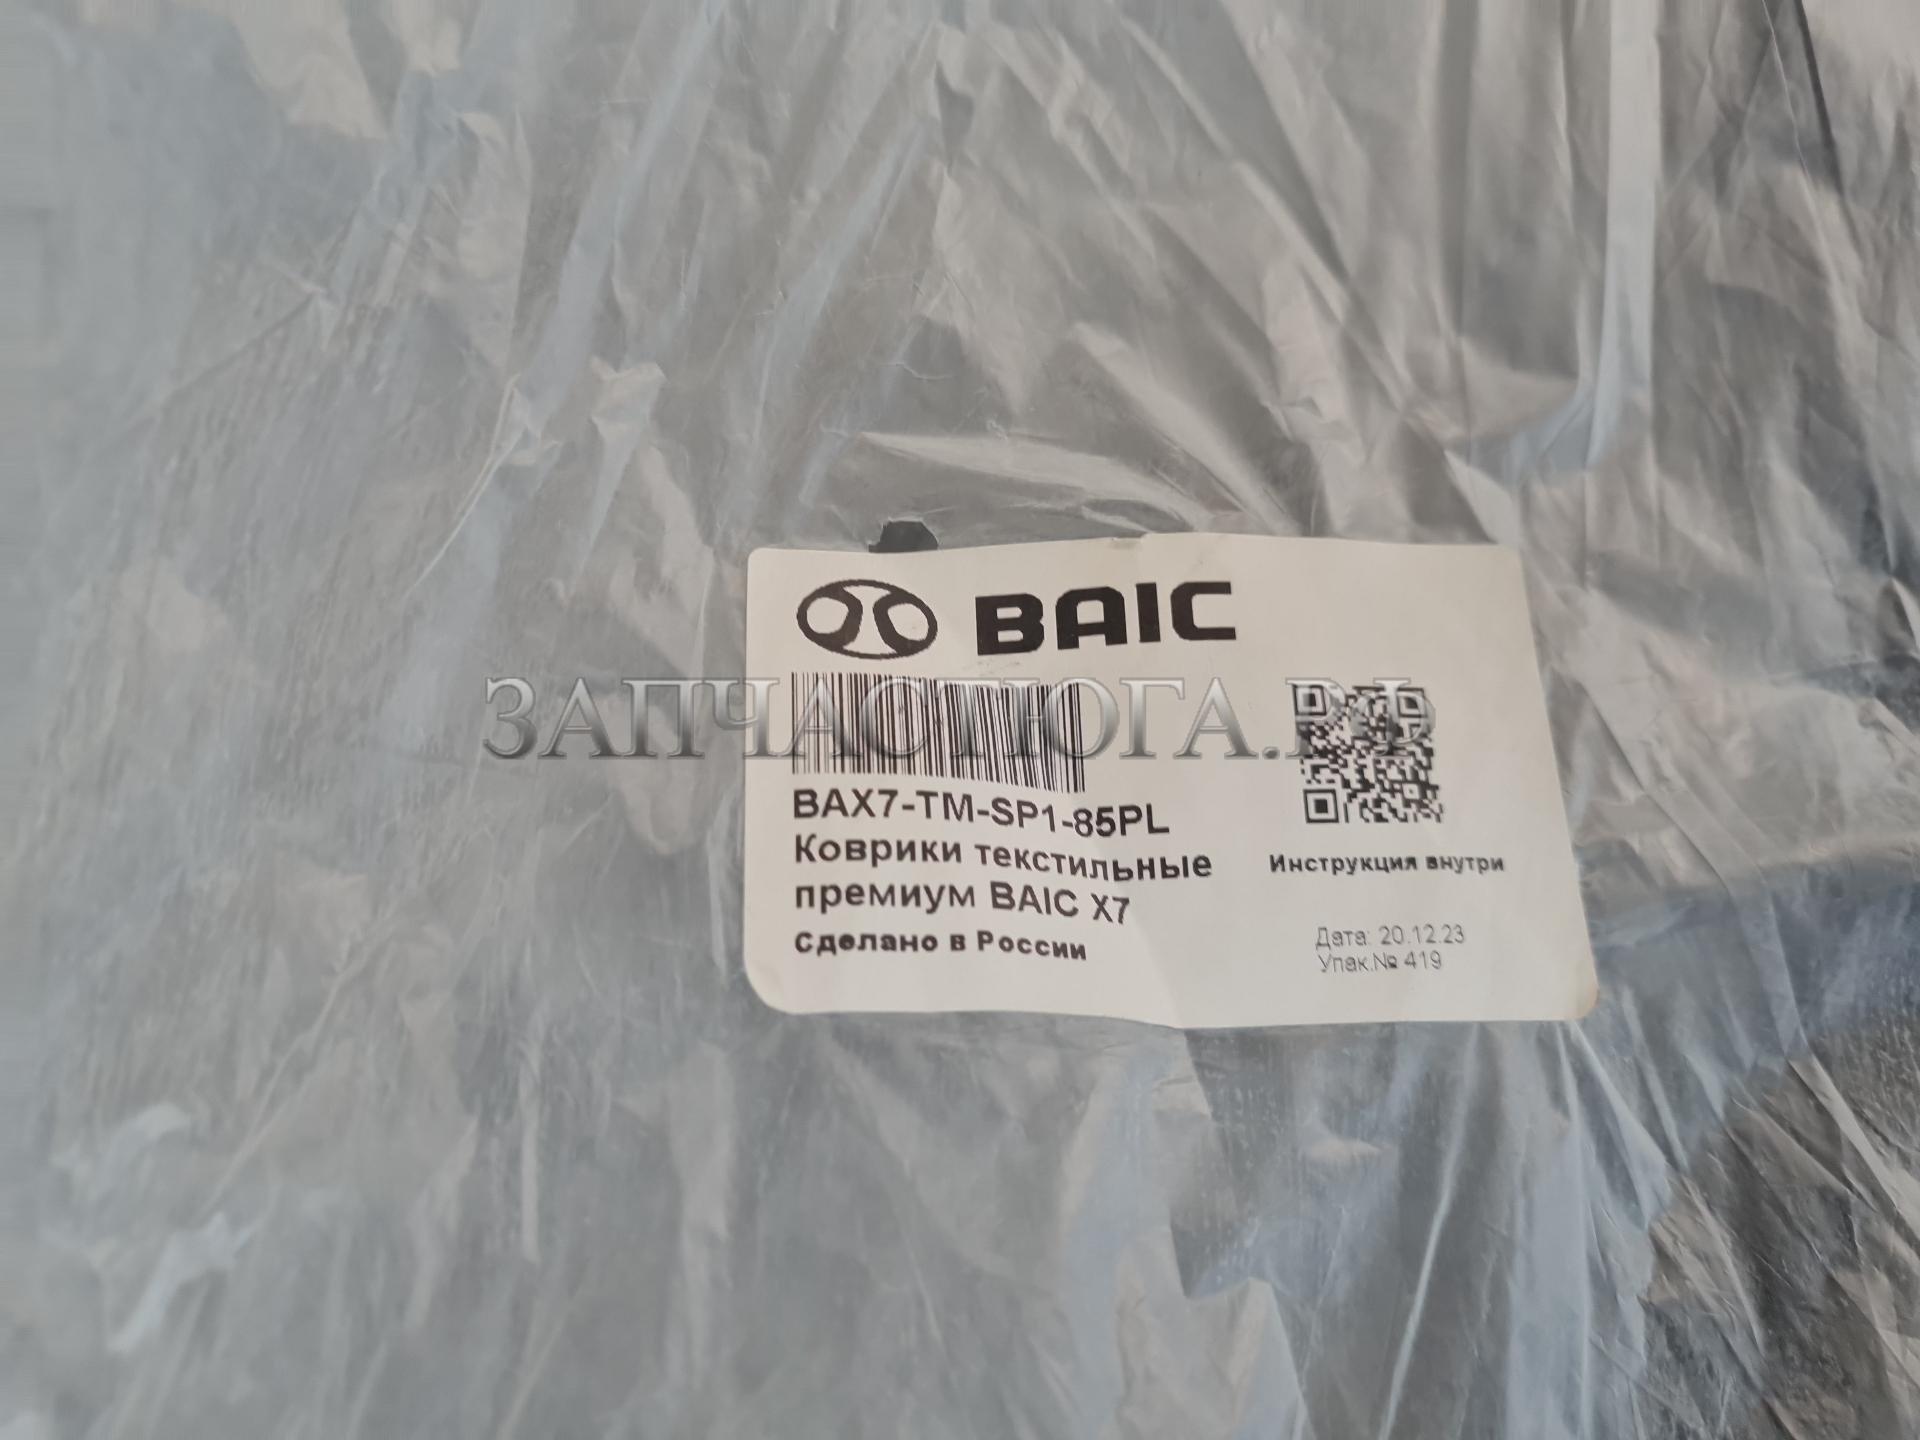 BAIC
ЗАПЧАСТЮГА.РФ
BAX7-TM-SP1-85PL
Коврики текстильные
премиум BAIC X7
Сделано в России
Инструкция внутри
Дата: 20.12.23
Упак.№ 419